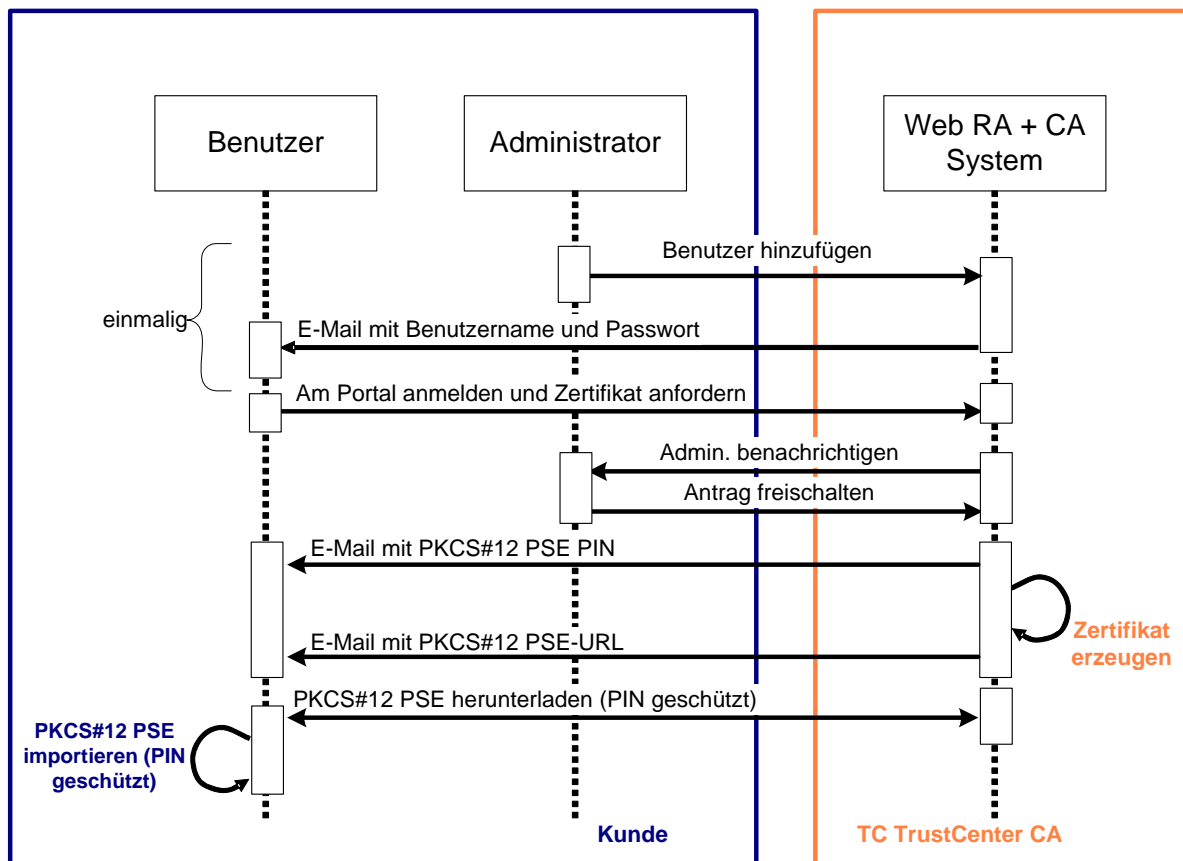 Benutzer
Administrator
Web RA + CA
System
Benutzer hinzufügen
einmalig
E-Mail mit Benutzername und Passwort
Am Portal anmelden und Zertifikat anfordern
Admin. benachrichtigen
Antrag freischalten
E-Mail mit PKCS#12 PSE PIN
Zertifikat
erzeugen
E-Mail mit PKCS#12 PSE-URL
PKCS#12 PSE herunterladen (PIN geschützt)
PKCS#12 PSE
importieren (PIN
geschützt)
Kunde
TC TrustCenter CA